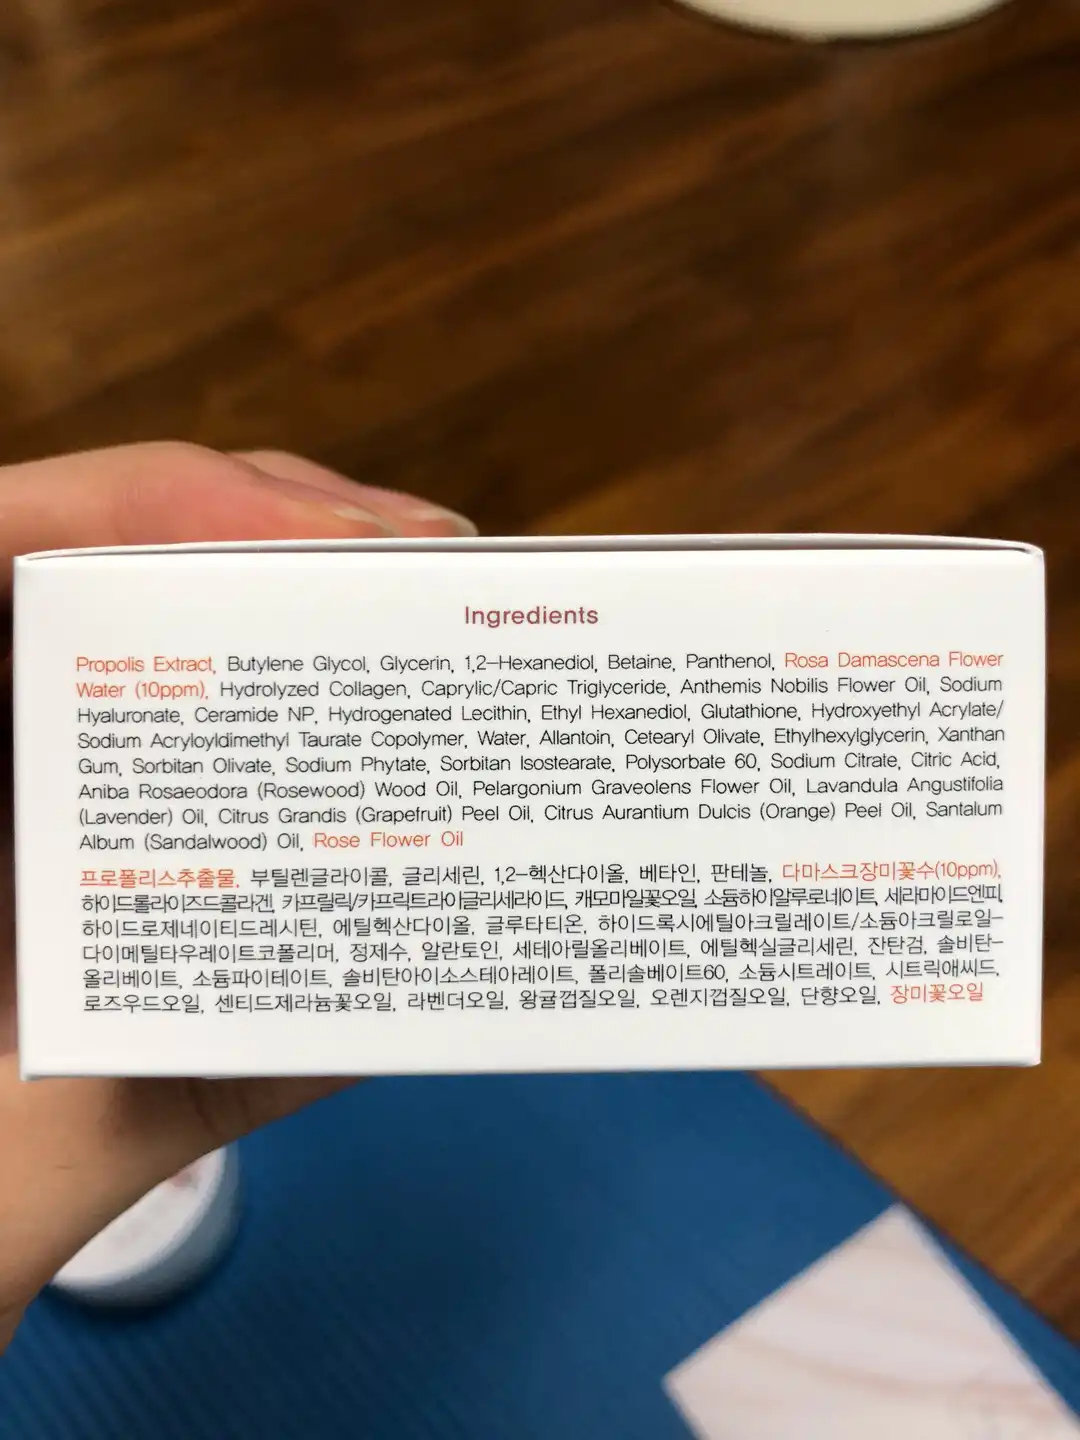 Ingredients
Propolis Extract, Butylene Glycol, Glycerin, 1,2-Hexanediol, Betaine, Panthenol, Rosa Damascena Flower
Water (10ppm), Hydrolyzed Collagen, Caprylic/Capric Triglyceride, Anthemis Nobilis Flower Oil, Sodium
Hyaluronate, Ceramide NP, Hydrogenated Lecithin, Ethyl Hexanediol, Glutathione, Hydroxyethyl Acrylate/
Sodium Acryloyldimethyl Taurate Copolymer, Water, Allantoin, Cetearyl Olivate, Ethylhexylglycerin, Xanthan
Gum, Sorbitan Olivate, Sodium Phytate, Sorbitan Isostearate, Polysorbate 60, Sodium Citrate, Citric Acid,
Aniba Rosaeodora (Rosewood) Wood Oil, Pelargonium Graveolens Flower Oil, Lavandula Angustifolia
(Lavender) Oil, Citrus Grandis (Grapefruit) Peel Oil, Citrus Aurantium Dulcis (Orange) Peel Oil, Santalum
Album (Sandalwood) Oil, Rose Flower Oil
프로폴리스추출물, 부틸렌글라이콜, 글리세린, 1,2-헥산다이올, 베타인, 판테놀, 다마스크장미꽃수(10ppm),
하이드롤라이즈드콜라겐, 카프릴릭/카프릭트라이글리세라이드, 캐모마일꽃오일, 소듐하이알루로네이트, 세라마이드엔피,
하이드로제네이티드레시틴, 에틸헥산다이올, 글루타티온, 하이드록시에틸아크릴레이트/소듐아크릴로일-
다이메틸타우레이트코폴리머, 정제수, 알란토인, 세테아릴올리베이트, 에틸헥실글리세린, 잔탄검, 솔비탄-
올리베이트, 소듐파이테이트, 솔비탄아이소스테아레이트, 폴리솔베이트60, 소듐시트레이트, 시트릭애씨드,
로즈우드오일, 센티드제라늄꽃오일, 라벤더오일, 왕귤껍질오일, 오렌지껍질오일, 단향오일, 장미꽃오일